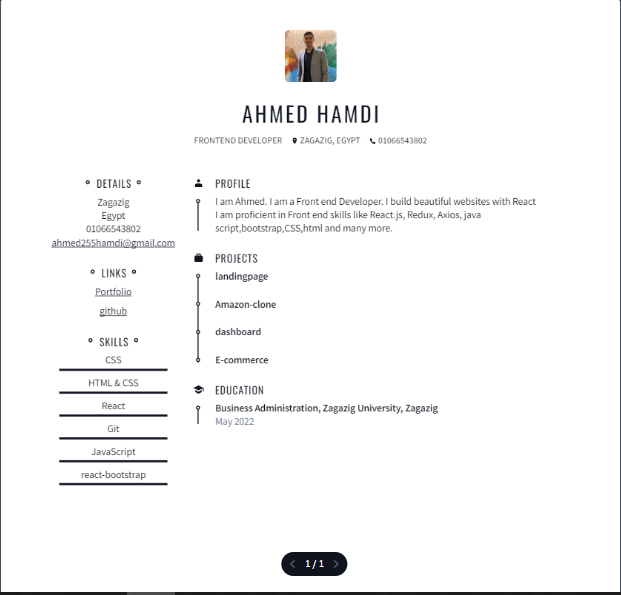 AHMED HAMDI
FRONTEND DEVELOPER ZAGAZIG, EGYPT 01066543802
DETAILS
Zagazig
Egypt
01066543802
ahmed255hamdi@gmail.com
LINKS
Portfolio
github
SKILLS
CSS
HTML & CSS
React
Git
JavaScript
react-bootstrap
PROFILE
I am Ahmed. I am a Front end Developer. I build beautiful websites with React
I am proficient in Front end skills like React.js, Redux, Axios, java
script,bootstrap,CSS,html and many more.
PROJECTS
landingpage
Amazon-clone
dashboard
E-commerce
EDUCATION
Business Administration, Zagazig University, Zagazig
May 2022
1 / 1